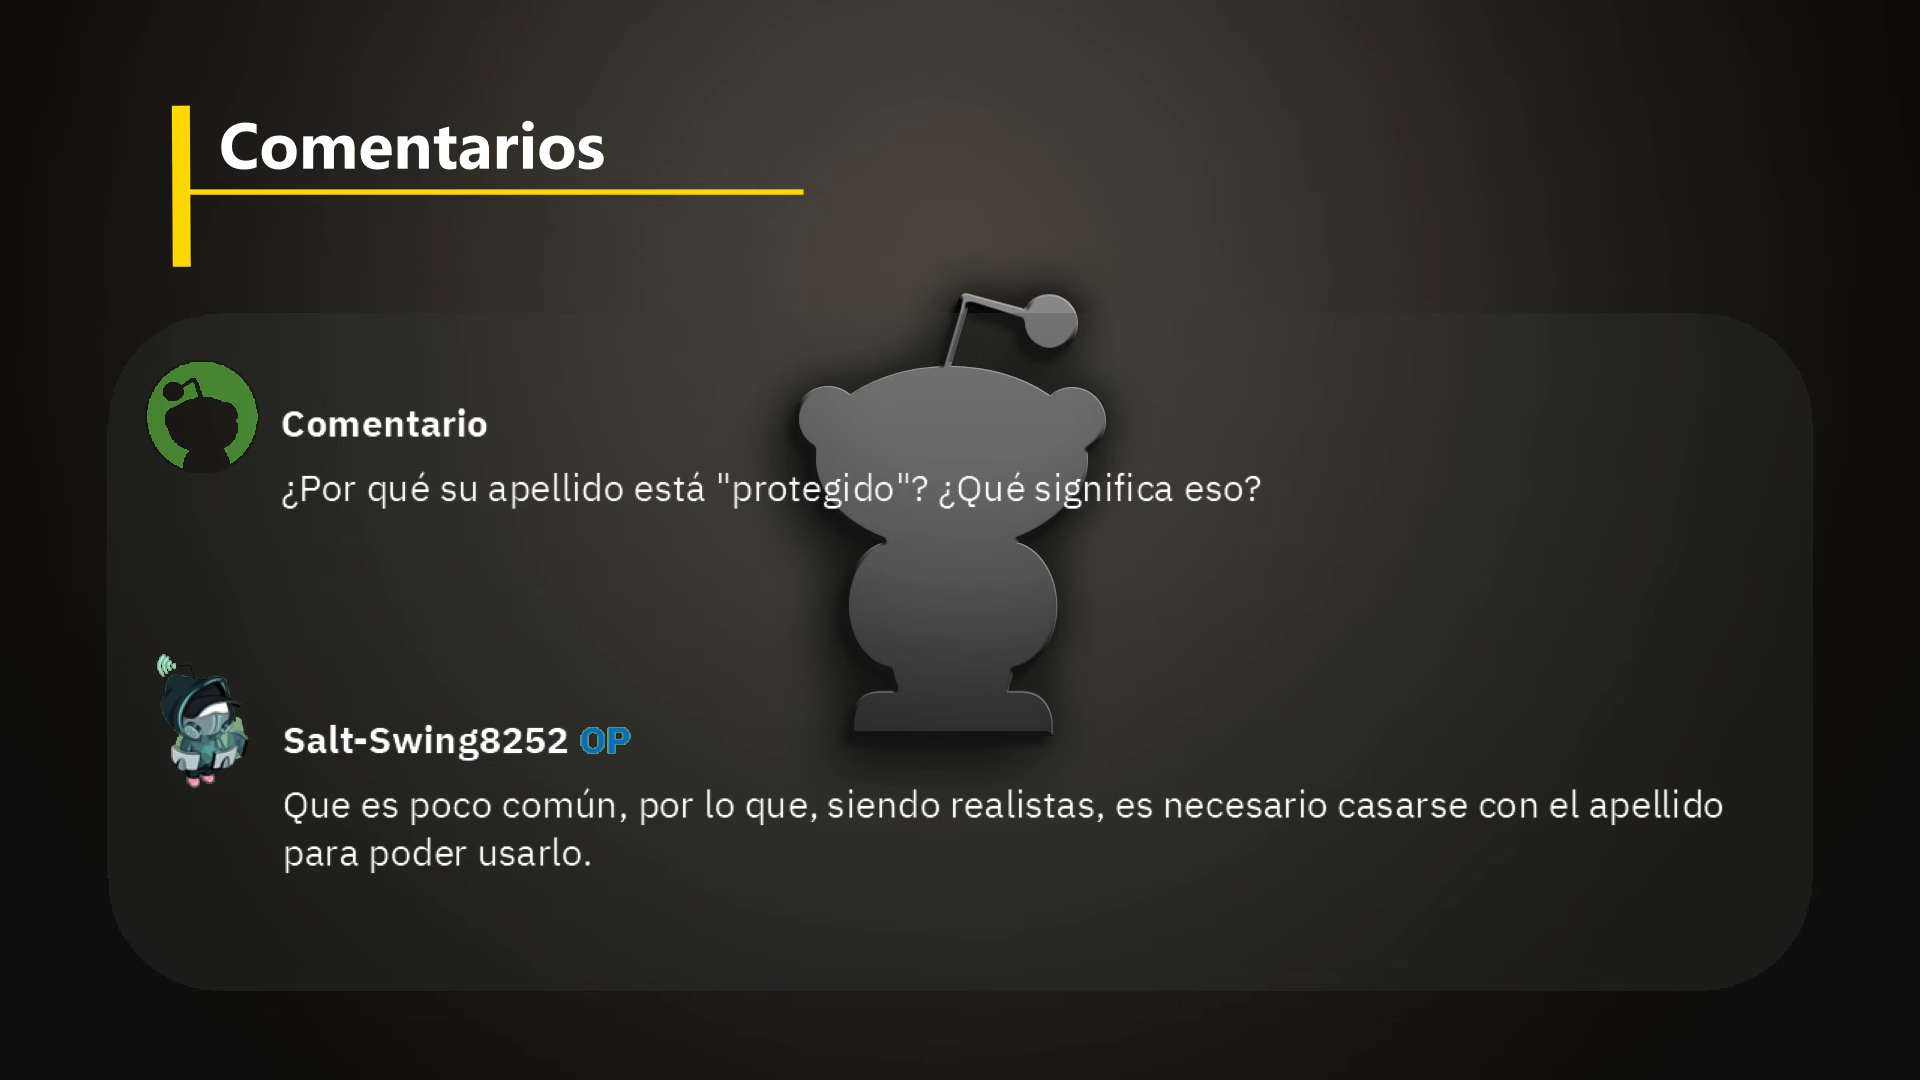 Comentarios
Comentario
¿Por qué su apellido está "protegido"? ¿Qué significa eso?
Salt-Swing8252 OP
Que es poco común, por lo que, siendo realistas, es necesario casarse con el apellido
para poder usarlo.